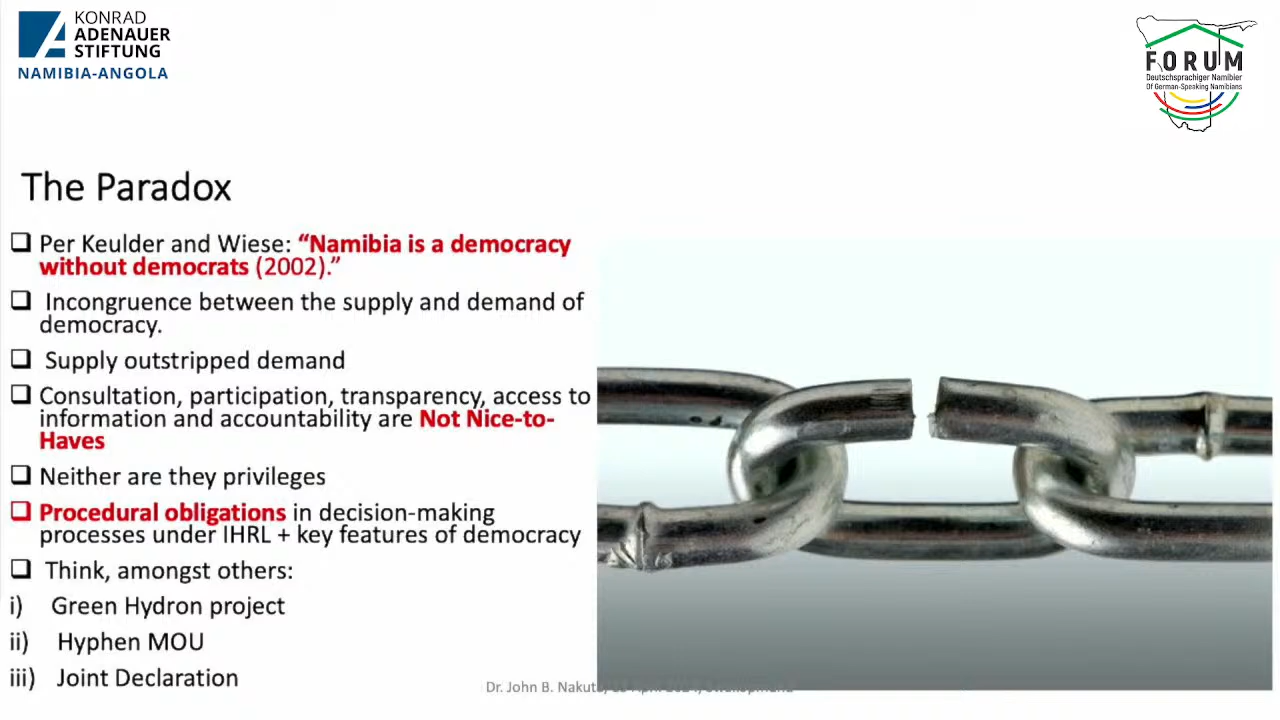 KONRAD
ADENAUER
STIFTUNG
NAMIBIA-ANGOLA
FORUM
Deutschsprachiger Namibier
Of German-Speaking Namibians
The Paradox
Per Keulder and Wiese: “Namibia is a democracy
without democrats (2002).”
Incongruence between the supply and demand of
democracy.
Supply outstripped demand
Consultation, participation, transparency, access to
information and accountability are Not Nice-to-
Haves
Neither are they privileges
Procedural obligations in decision-making
processes under IHRL + key features of democracy
Think, amongst others:
i) Green Hydron project
ii) Hyphen MOU
iii) Joint Declaration
Dr. John B. Nakuta